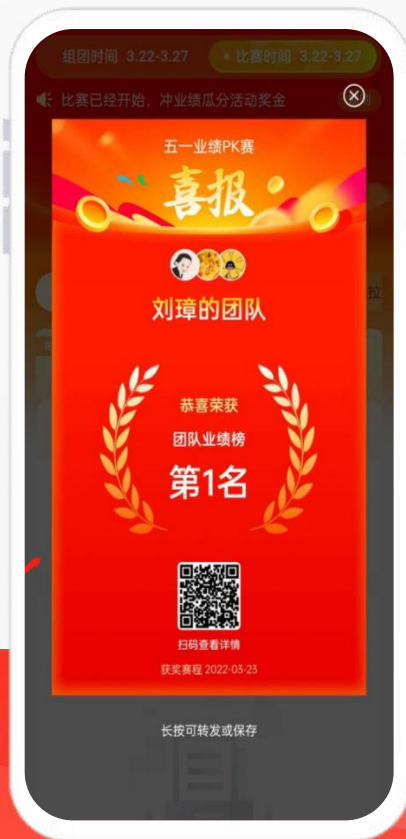 组团时间 3.22-3.27
比赛时间 3.22-3.27
比赛已经开始，冲业绩瓜分活动奖金
五一业绩PK赛
喜报
刘璋的团队
拉
恭喜荣获
团队业绩榜
第1名
扫码查看详情
获奖赛程 2022-03-23
长按可转发或保存